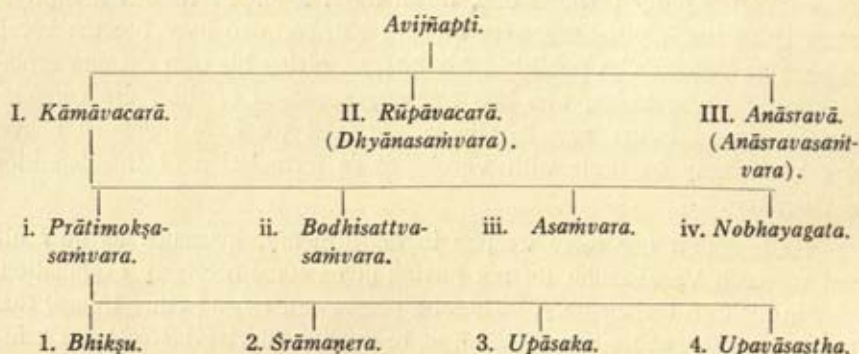 Avijñapti.
I. Kāmāvacarā. II. Rūpāvacarā. III. Anāsravā.
(Dhyānasaṁvara). (Anāsravasaṁ-
vara).
i. Prātimokṣa- ii. Bodhisattva- iii. Asaṁvara. iv. Nobhayagata.
saṁvara. saṁvara.
1. Bhikṣu. 2. Śrāmaṇera. 3. Upāsaka. 4. Upavāsastha.